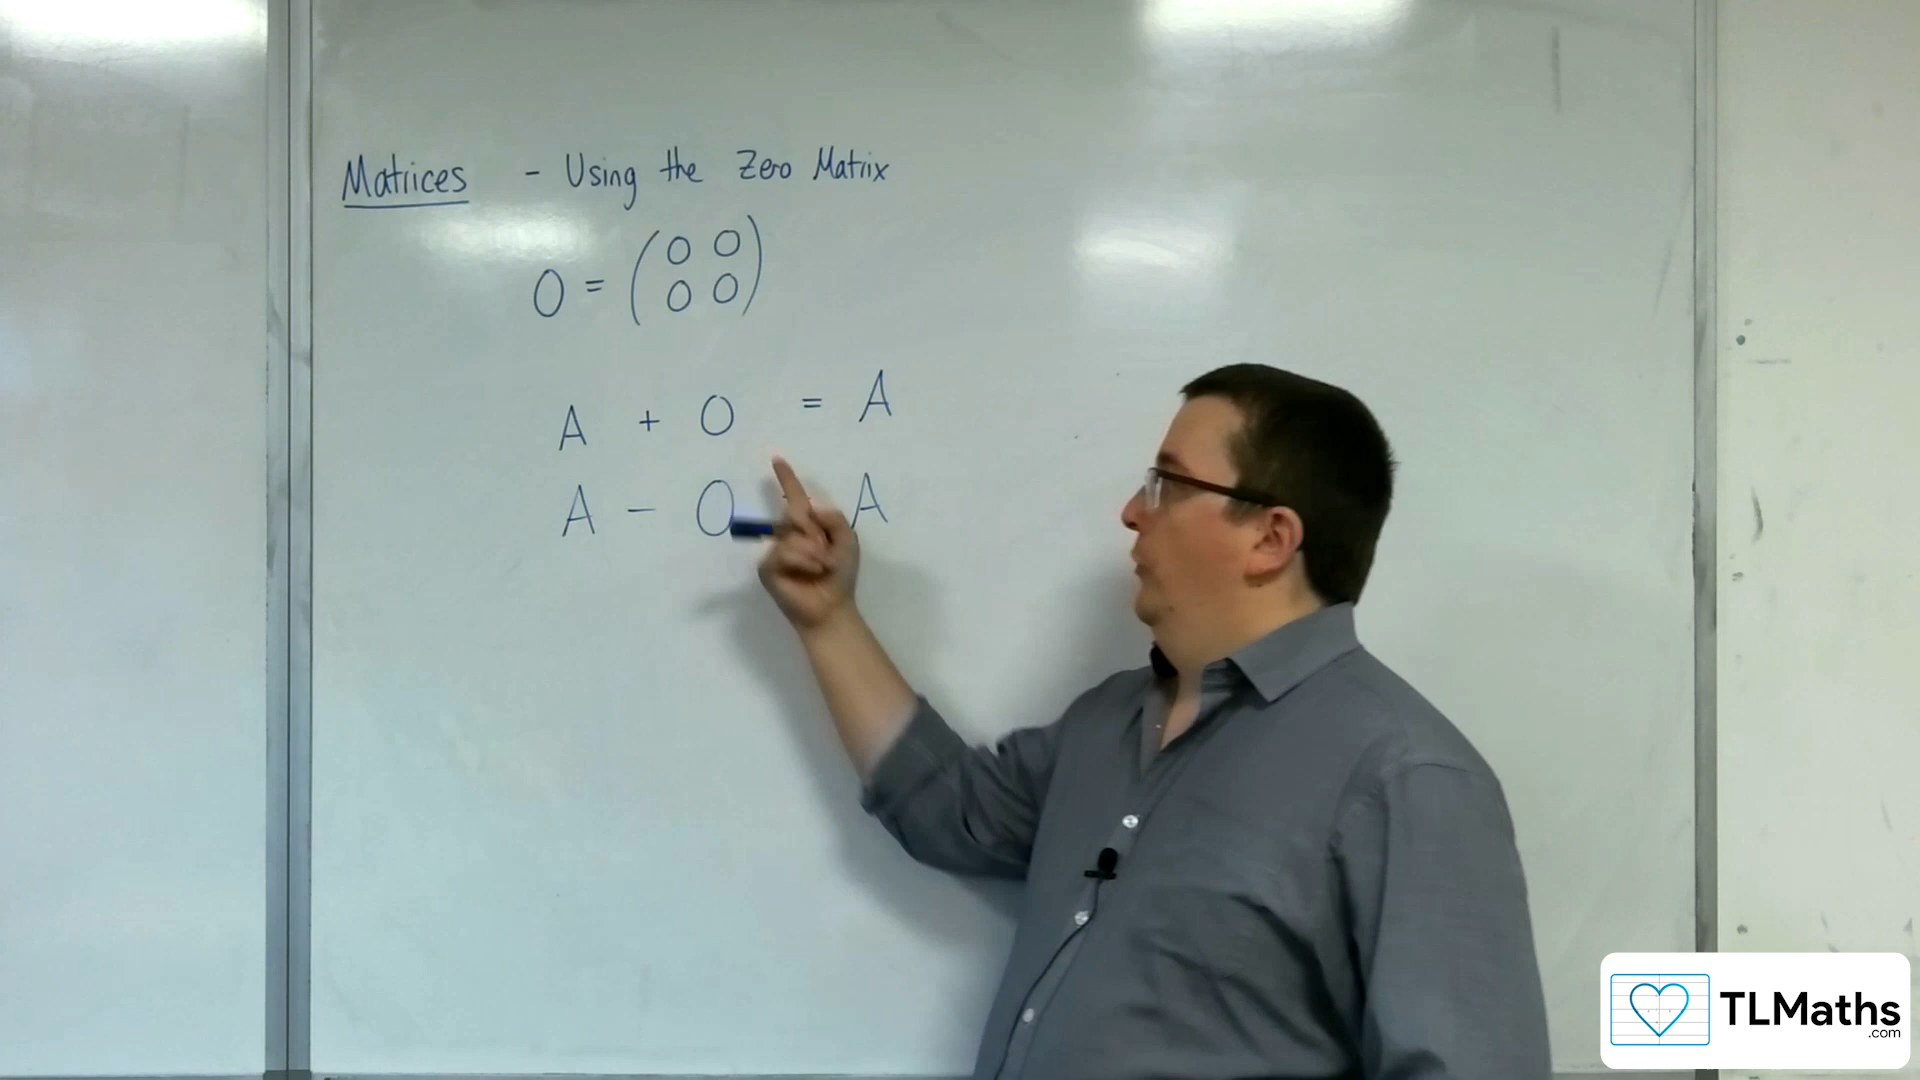 Matrices - Using the Zero Matrix
O = (0 0
0 0)
A + O = A
A - O = A
TLMaths
.com